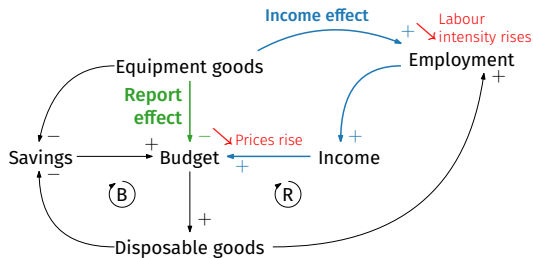 Income effect
Labour
intensity rises
+
Equipment goods
Employment
+
Report
effect
−
+
−
Prices rise
+
+
Savings
Budget
Income
−
B
R
+
Disposable goods